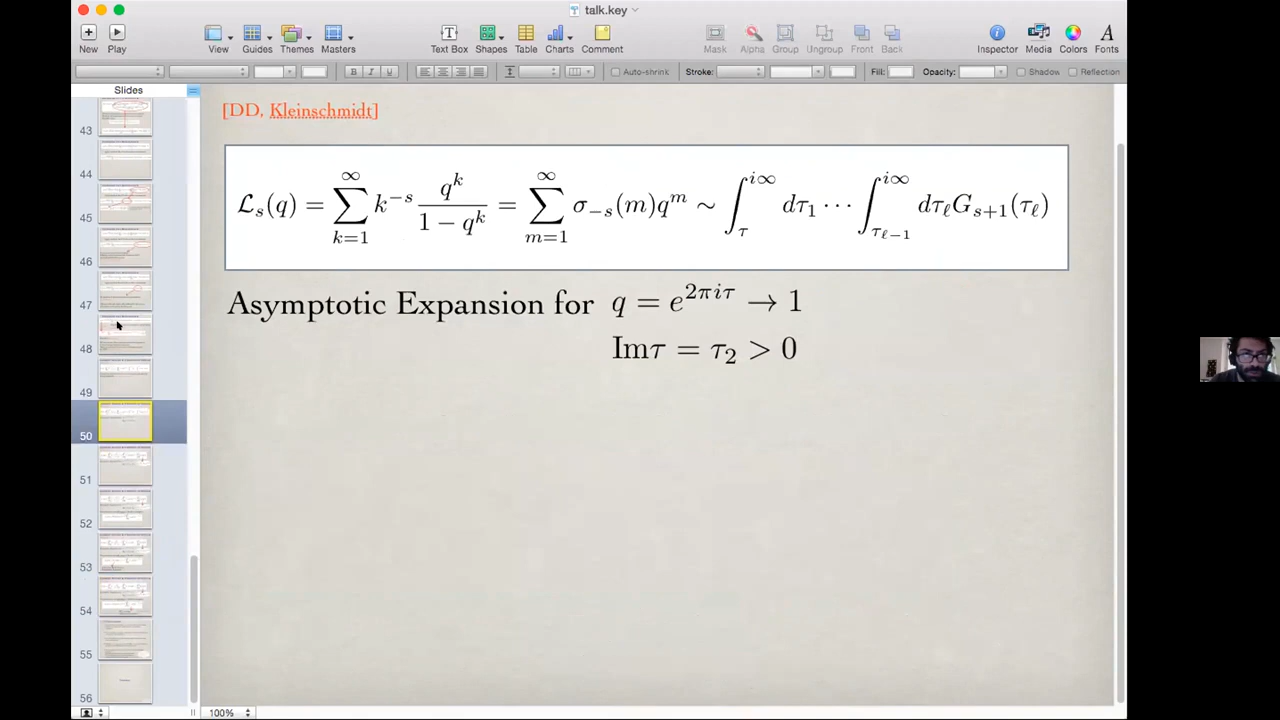 talk.key
New Play View Guides Themes Masters Text Box Shapes Table Charts Comment Mask Alpha Group Ungroup Front Back Inspector Media Colors Fonts
B I U Auto-shrink Stroke: Fill: Opacity: Shadow Reflection
Slides
43
44
45
46
47
48
49
50
51
52
53
54
55
56
[DD, Kleinschmidt]
$\mathcal{L}_s(q) = \sum_{k=1}^{\infty} k^{-s} \frac{q^k}{1-q^k} = \sum_{m=1}^{\infty} \sigma_{-s}(m) q^m \sim \int_{\tau}^{i\infty} d\tau_1 \cdots \int_{\tau_{\ell-1}}^{i\infty} d\tau_\ell G_{s+1}(\tau_\ell)$
Asymptotic Expansion for $q = e^{2\pi i\tau} \to 1$
$\mathrm{Im}\tau = \tau_2 > 0$
100%